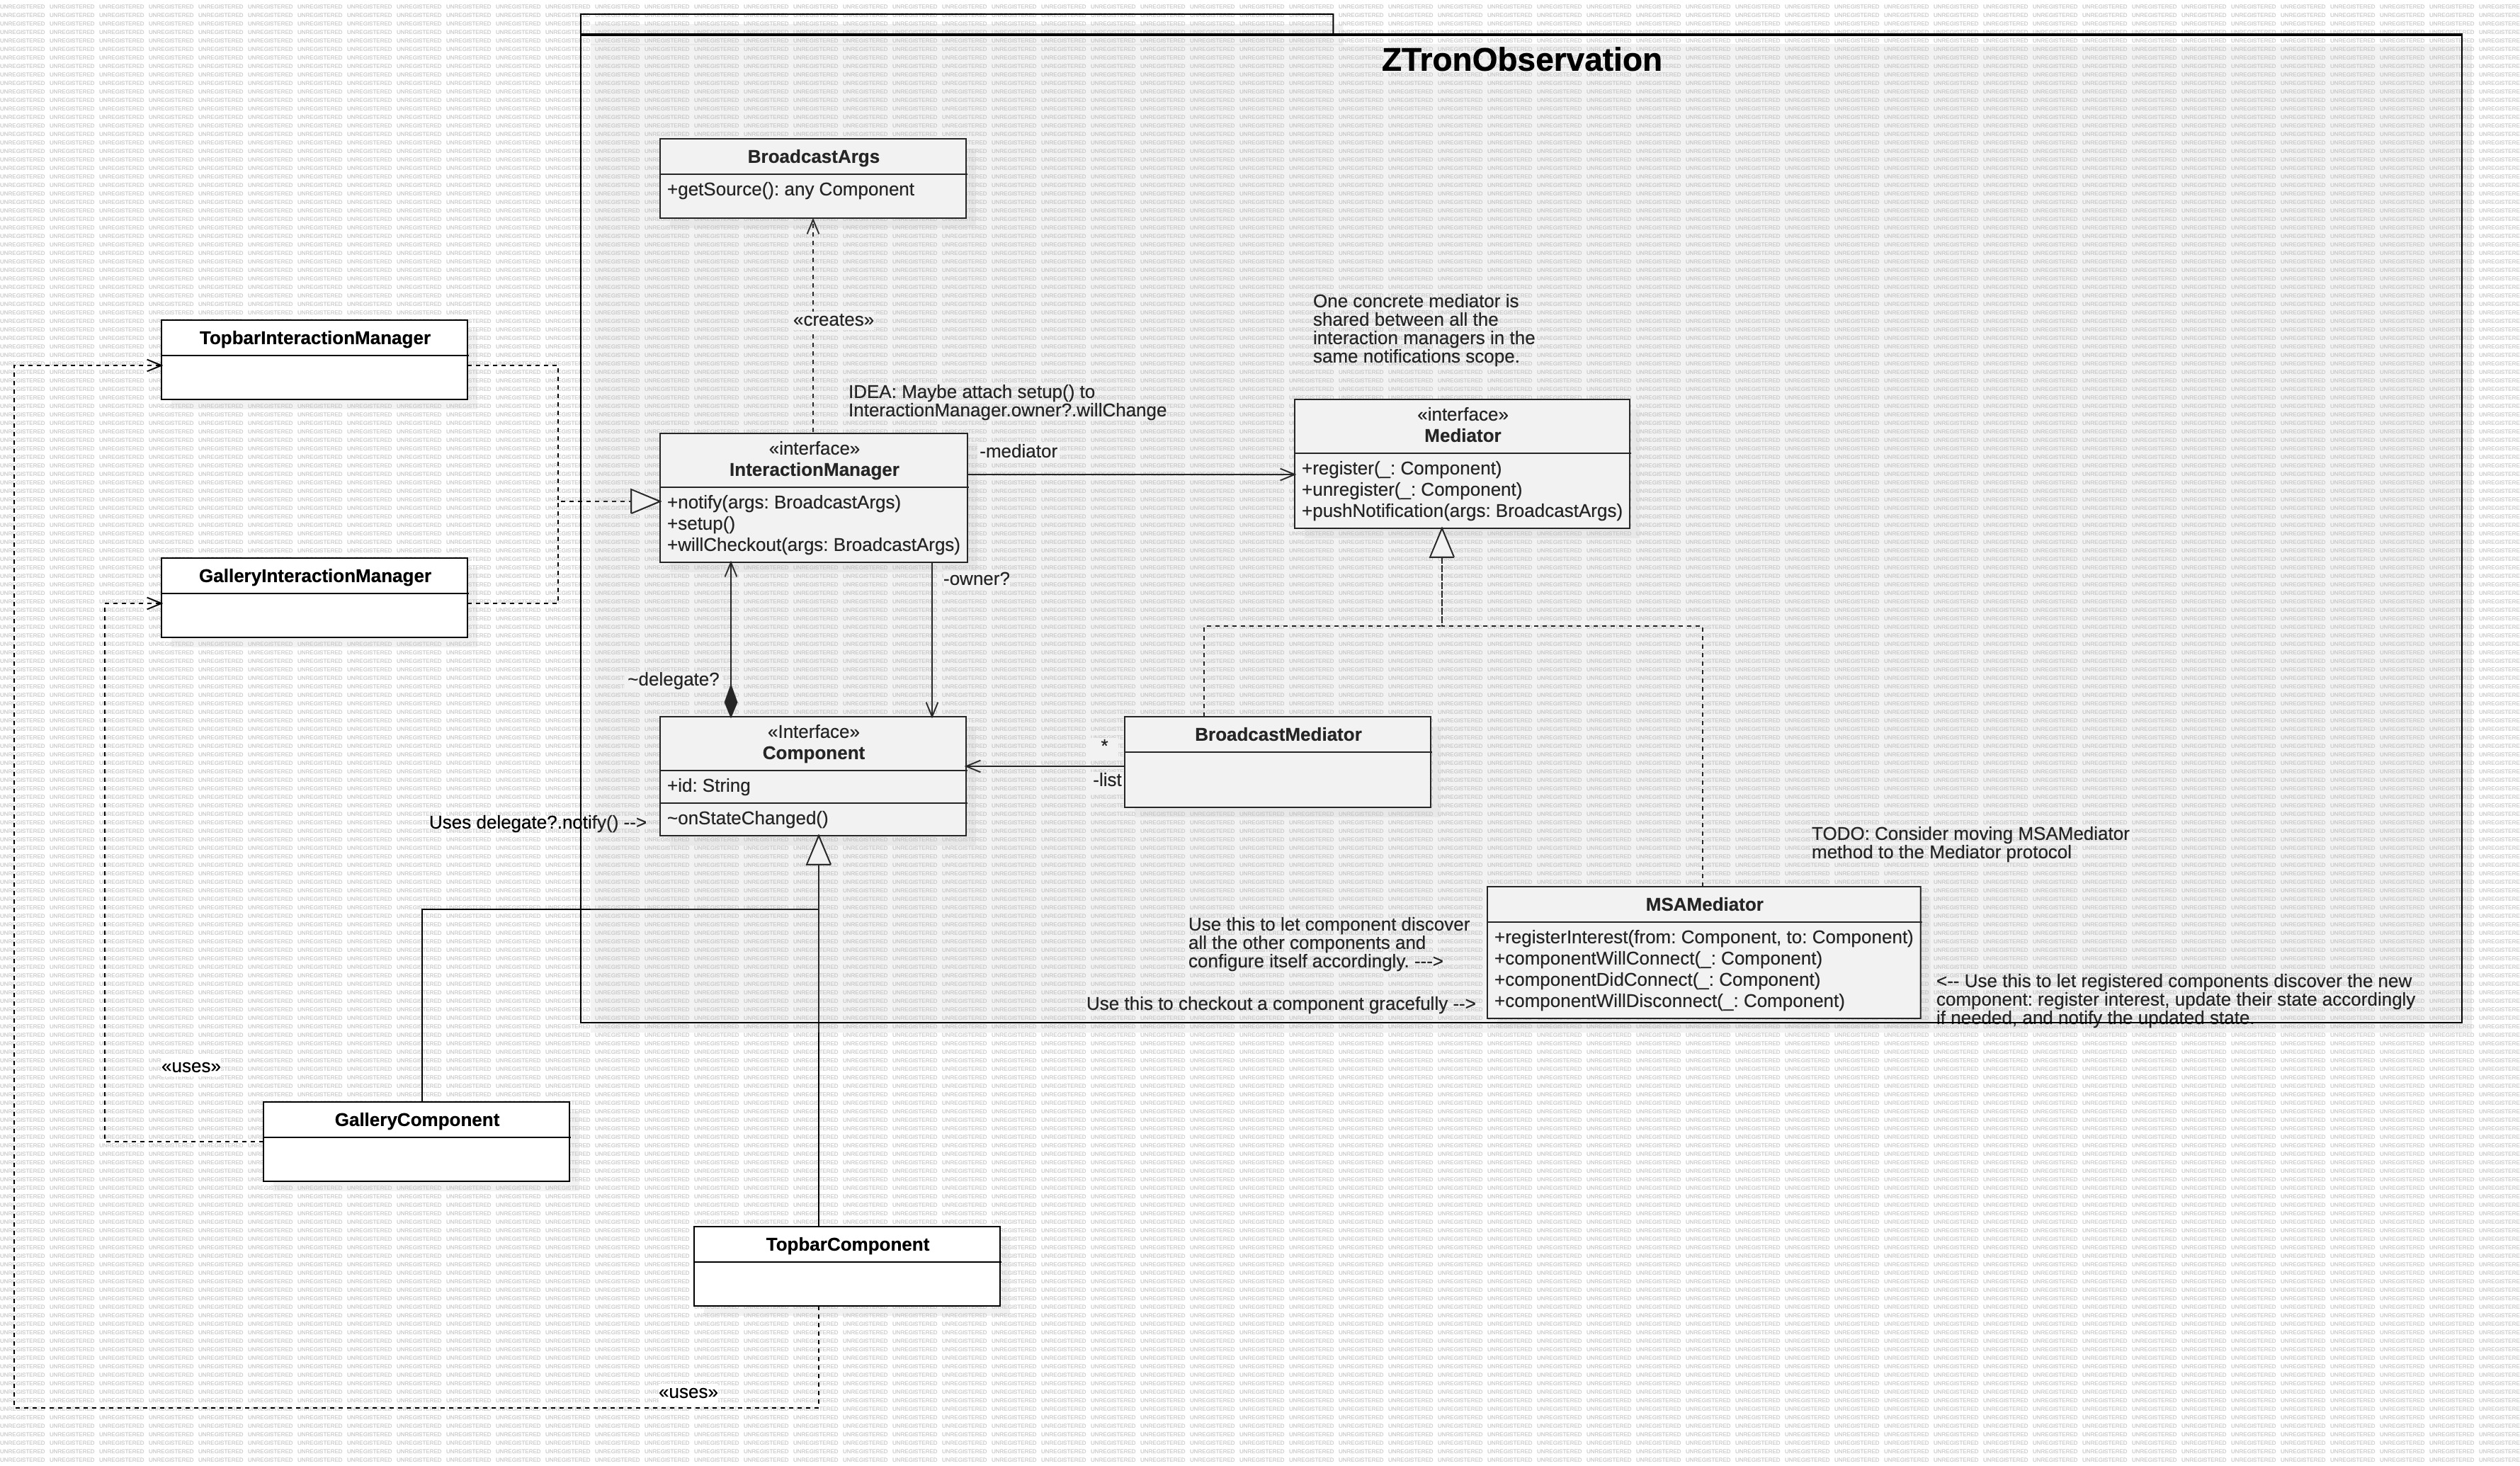 ZTronObservation
BroadcastArgs
+getSource(): any Component
«creates»
One concrete mediator is
shared between all the
interaction managers in the
same notifications scope.
TopbarInteractionManager
IDEA: Maybe attach setup() to
InteractionManager.owner?.willChange
«interface»
InteractionManager
+notify(args: BroadcastArgs)
+setup()
+willCheckout(args: BroadcastArgs)
-mediator
«interface»
Mediator
+register(_: Component)
+unregister(_: Component)
+pushNotification(args: BroadcastArgs)
GalleryInteractionManager
-owner?
~delegate?
«Interface»
Component
+id: String
~onStateChanged()
Uses delegate?.notify() -->
*
-list
BroadcastMediator
TODO: Consider moving MSAMediator
method to the Mediator protocol
MSAMediator
+registerInterest(from: Component, to: Component)
+componentWillConnect(_: Component)
+componentDidConnect(_: Component)
+componentWillDisconnect(_: Component)
Use this to let component discover
all the other components and
configure itself accordingly. --->
Use this to checkout a component gracefully -->
<-- Use this to let registered components discover the new
component: register interest, update their state accordingly
if needed, and notify the updated state.
«uses»
GalleryComponent
TopbarComponent
«uses»